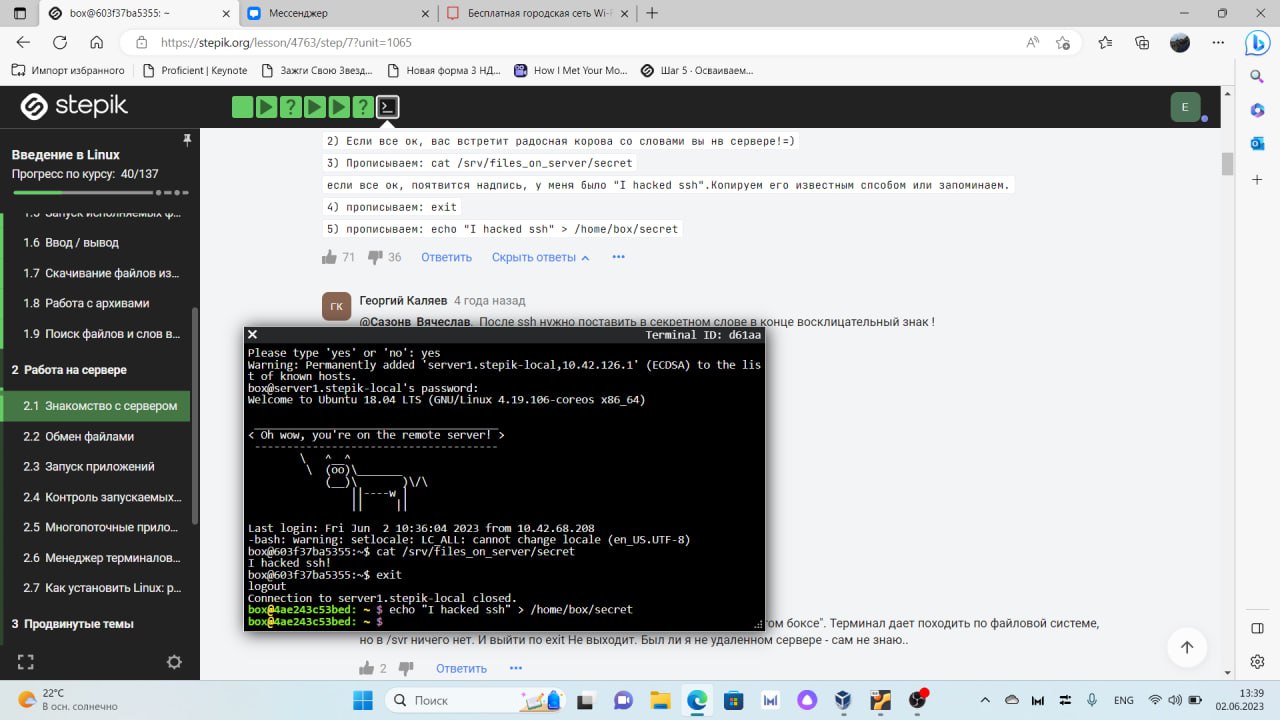 box@603f37ba5355: ~
Мессенджер
Бесплатная городская сеть Wi-F
https://stepik.org/lesson/4763/step/7?unit=1065
Импорт избранного
Proficient | Keynote
Зажги Свою Звезд...
Новая форма 3 НД...
How I Met Your Mo...
Шаг 5 · Осваиваем...
stepik
E
Введение в Linux
Прогресс по курсу: 40/137
1.5 Запуск исполняемых ф...
1.6 Ввод / вывод
1.7 Скачивание файлов из...
1.8 Работа с архивами
1.9 Поиск файлов и слов в...
2 Работа на сервере
2.1 Знакомство с сервером
2.2 Обмен файлами
2.3 Запуск приложений
2.4 Контроль запускаемых...
2.5 Многопоточные прило...
2.6 Менеджер терминалов...
2.7 Как установить Linux: р...
3 Продвинутые темы
2) Если все ок, вас встретит радосная корова со словами вы нв сервере!=)
3) Прописываем: cat /srv/files_on_server/secret
если все ок, поятвится надпись, у меня было "I hacked ssh".Копируем его известным спсобом или запоминаем.
4) прописываем: exit
5) прописываем: echo "I hacked ssh" > /home/box/secret
71 36 Ответить Скрыть ответы
ГК
Георгий Каляев 4 года назад
@Сазонв Вячеслав, После ssh нужно поставить в секретном слове в конце восклицательный знак !
Terminal ID: d61aa
Please type 'yes' or 'no': yes
Warning: Permanently added 'server1.stepik-local,10.42.126.1' (ECDSA) to the lis
t of known hosts.
box@server1.stepik-local's password:
Welcome to Ubuntu 18.04 LTS (GNU/Linux 4.19.106-coreos x86_64)
< Oh wow, you're on the remote server! >
Last login: Fri Jun  2 10:36:04 2023 from 10.42.68.208
-bash: warning: setlocale: LC_ALL: cannot change locale (en_US.UTF-8)
box@603f37ba5355:~$ cat /srv/files_on_server/secret
I hacked ssh!
box@603f37ba5355:~$ exit
logout
Connection to server1.stepik-local closed.
box@4ae243c53bed: ~ $ echo "I hacked ssh" > /home/box/secret
box@4ae243c53bed: ~ $
том боксе". Терминал дает походить по файловой системе,
но в /svr ничего нет. И выйти по exit Не выходит. Был ли я не удаленном сервере - сам не знаю..
2 Ответить
22°C
В осн. солнечно
Поиск
ENG
13:39
02.06.2023